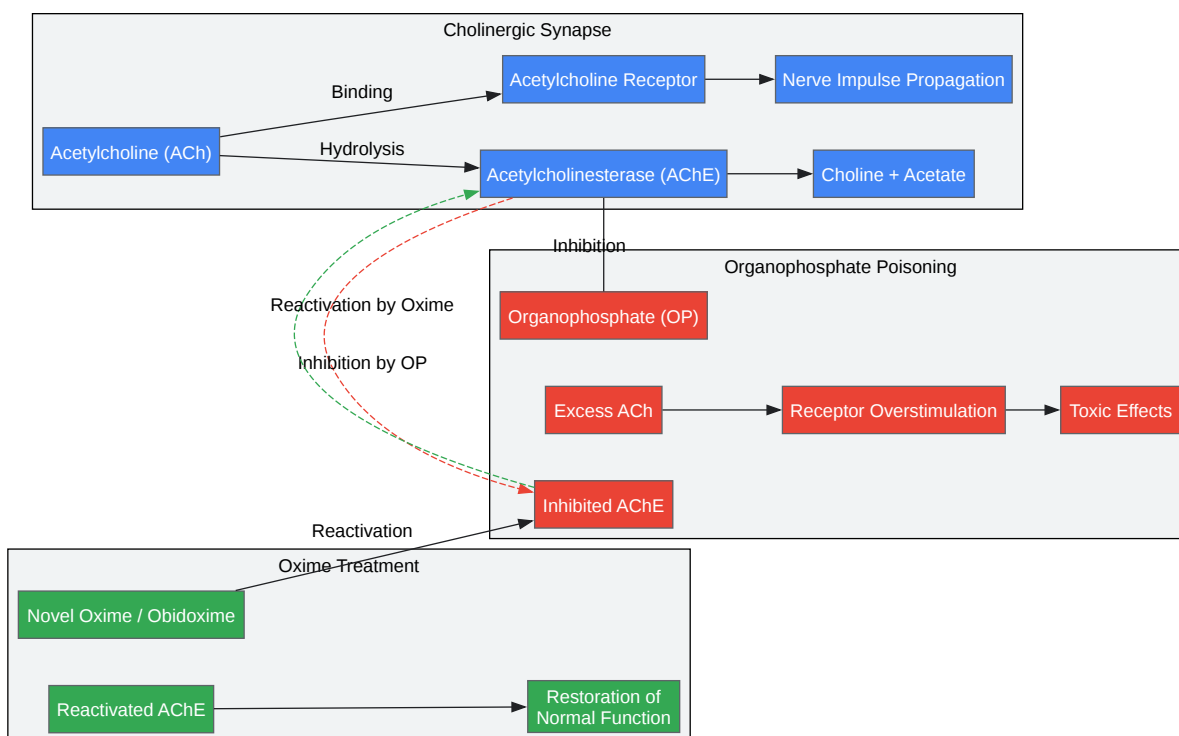 Cholinergic Synapse
Acetylcholine Receptor
Nerve Impulse Propagation
Binding
Acetylcholine (ACh)
Hydrolysis
Acetylcholinesterase (AChE)
Choline + Acetate
Inhibition
Organophosphate Poisoning
Reactivation by Oxime
Organophosphate (OP)
Inhibition by OP
Excess ACh
Receptor Overstimulation
Toxic Effects
Inhibited AChE
Reactivation
Oxime Treatment
Novel Oxime / Obidoxime
Reactivated AChE
Restoration of
Normal Function